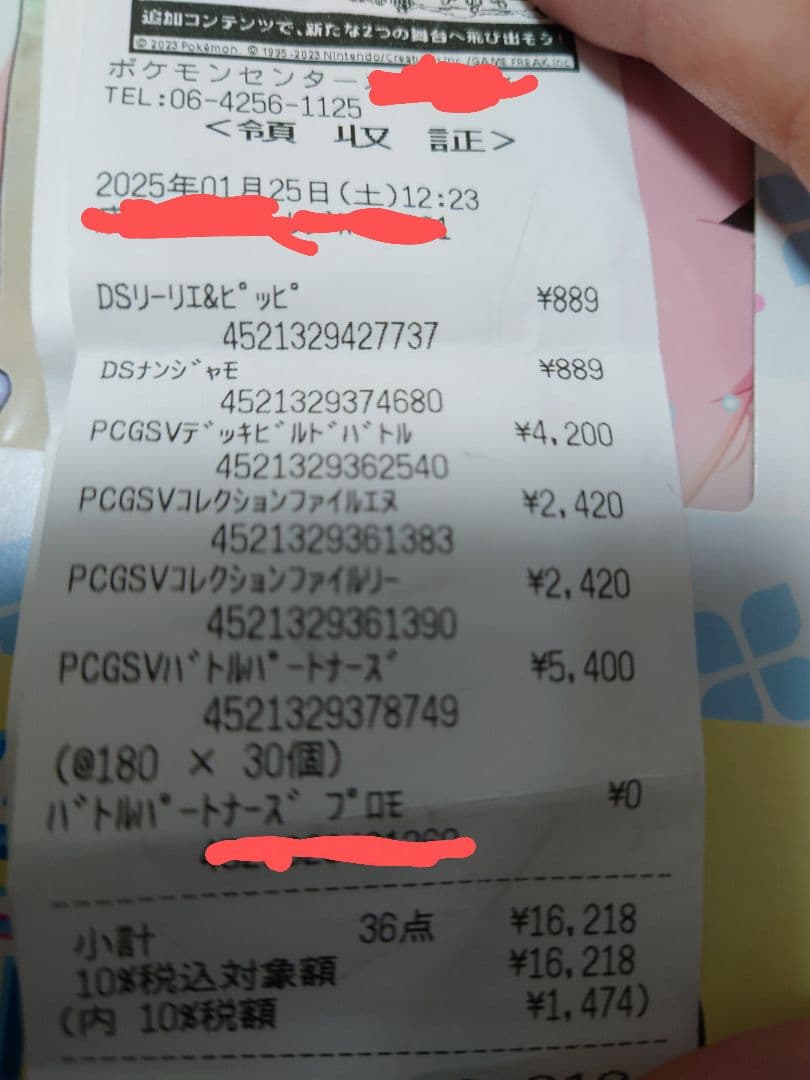 追加コンテンツで、新たな2つの舞台へ飛び出そう!
© 2023 Pokémon. © 1995-2023 Nintendo/Creatures Inc./GAME FREAK inc.
ポケモンセンター
TEL:06-4256-1125
<領 収 証>
2025年01月25日(土)12:23
DSリーリエ&ピッピ ¥889
4521329427737
DSナンジャモ ¥889
4521329374680
PCGSVデッキビルドバトル ¥4,200
4521329362540
PCGSVコレクションファイルエヌ ¥2,420
4521329361383
PCGSVコレクションファイルリー ¥2,420
4521329361390
PCGSVバトルパートナーズ ¥5,400
4521329378749
(@180 × 30個)
バトルパートナーズ プロモ ¥0
小計 36点 ¥16,218
10%税込対象額 ¥16,218
(内 10%税額 ¥1,474)